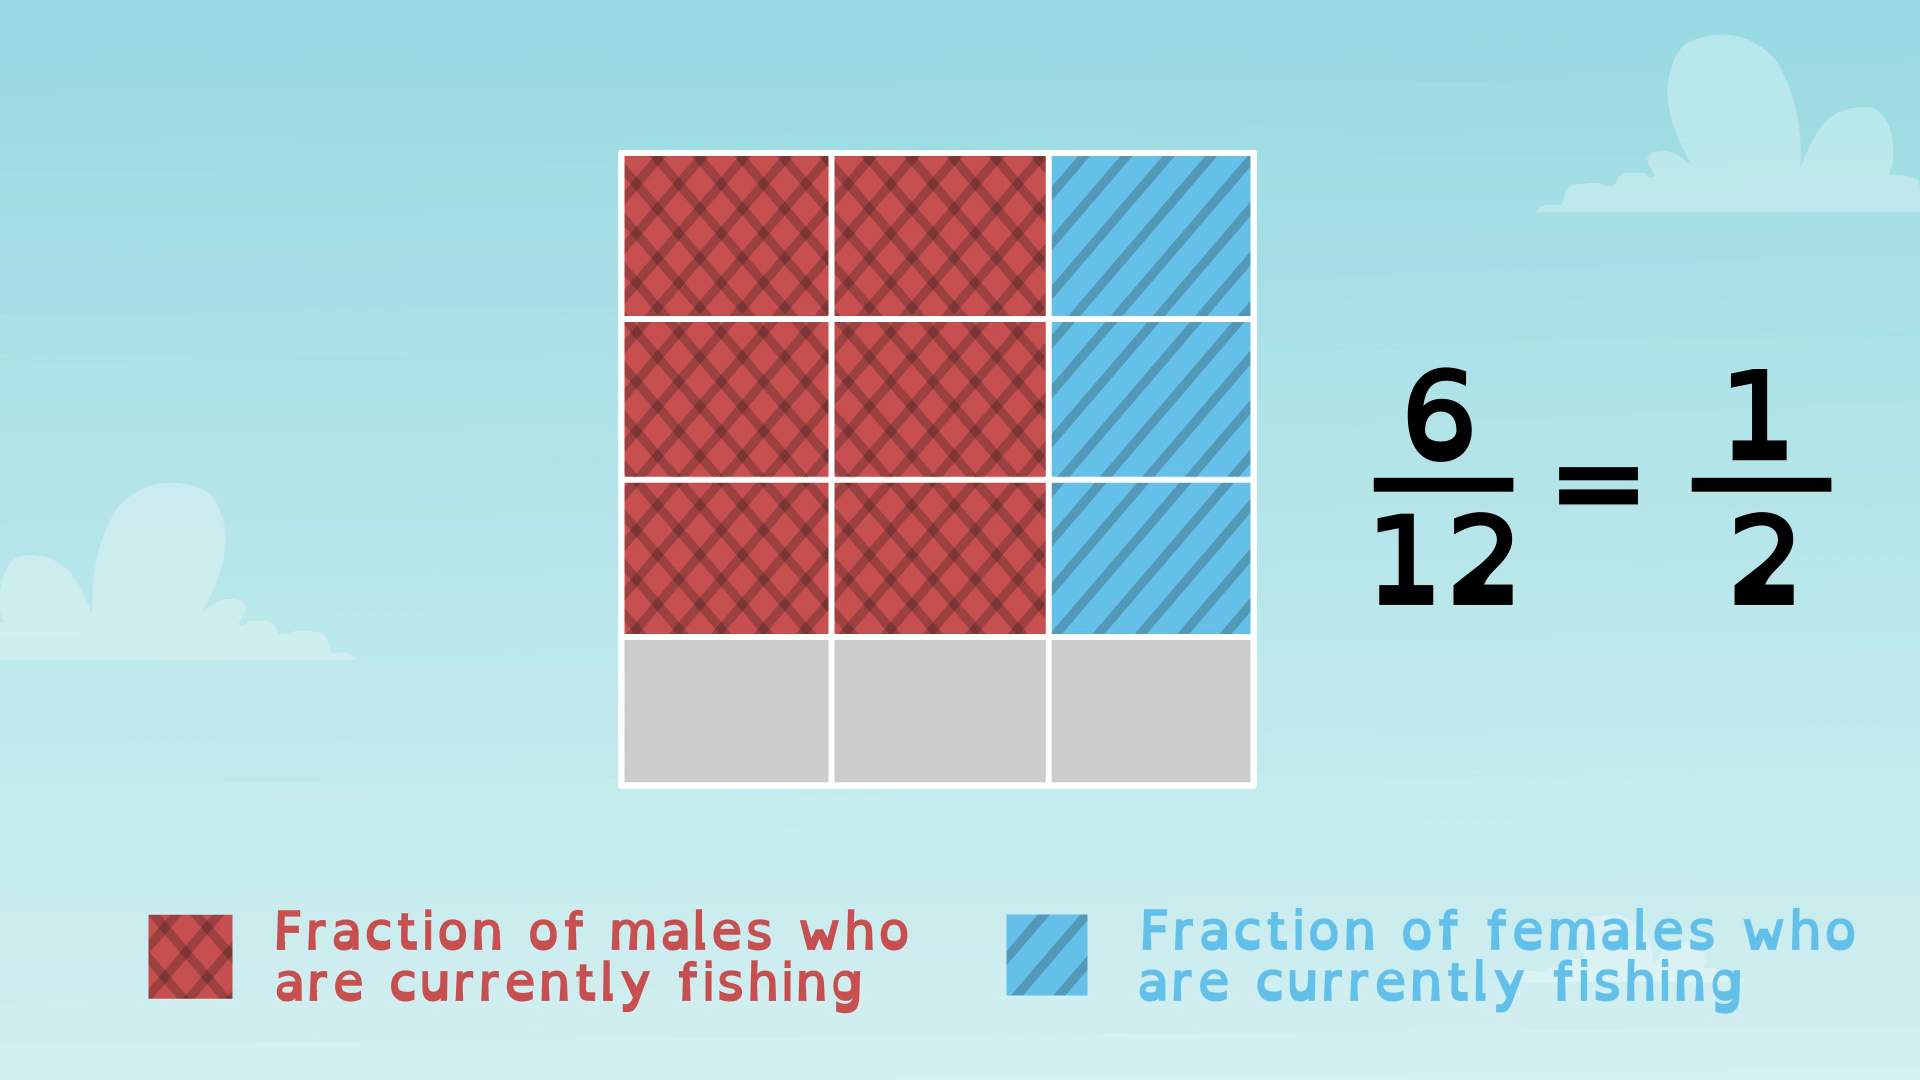 6/12 = 1/2
Fraction of males who
are currently fishing
Fraction of females who
are currently fishing